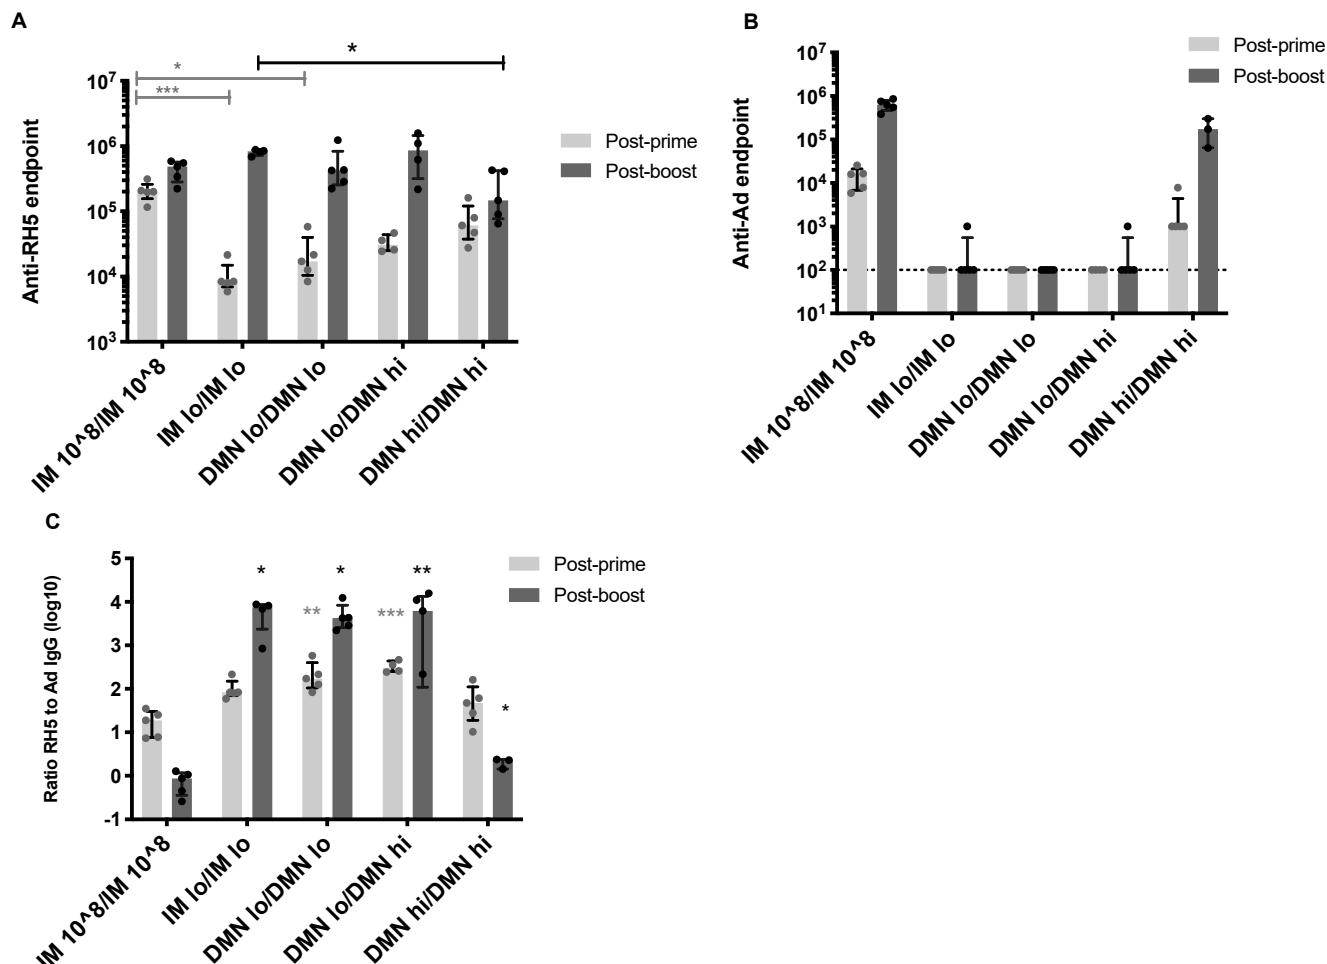 A
*
*
***
Anti-RH5 endpoint
10^7
10^6
10^5
10^4
10^3
Post-prime
Post-boost
IM 10^8/IM 10^8
IM lo/IM lo
DMN lo/DMN lo
DMN lo/DMN hi
DMN hi/DMN hi
B
Post-prime
Post-boost
Anti-Ad endpoint
10^7
10^6
10^5
10^4
10^3
10^2
10^1
IM 10^8/IM 10^8
IM lo/IM lo
DMN lo/DMN lo
DMN lo/DMN hi
DMN hi/DMN hi
C
Post-prime
Post-boost
Ratio RH5 to Ad IgG (log10)
5
4
3
2
1
0
-1
* * **
** ***
*
IM 10^8/IM 10^8
IM lo/IM lo
DMN lo/DMN lo
DMN lo/DMN hi
DMN hi/DMN hi